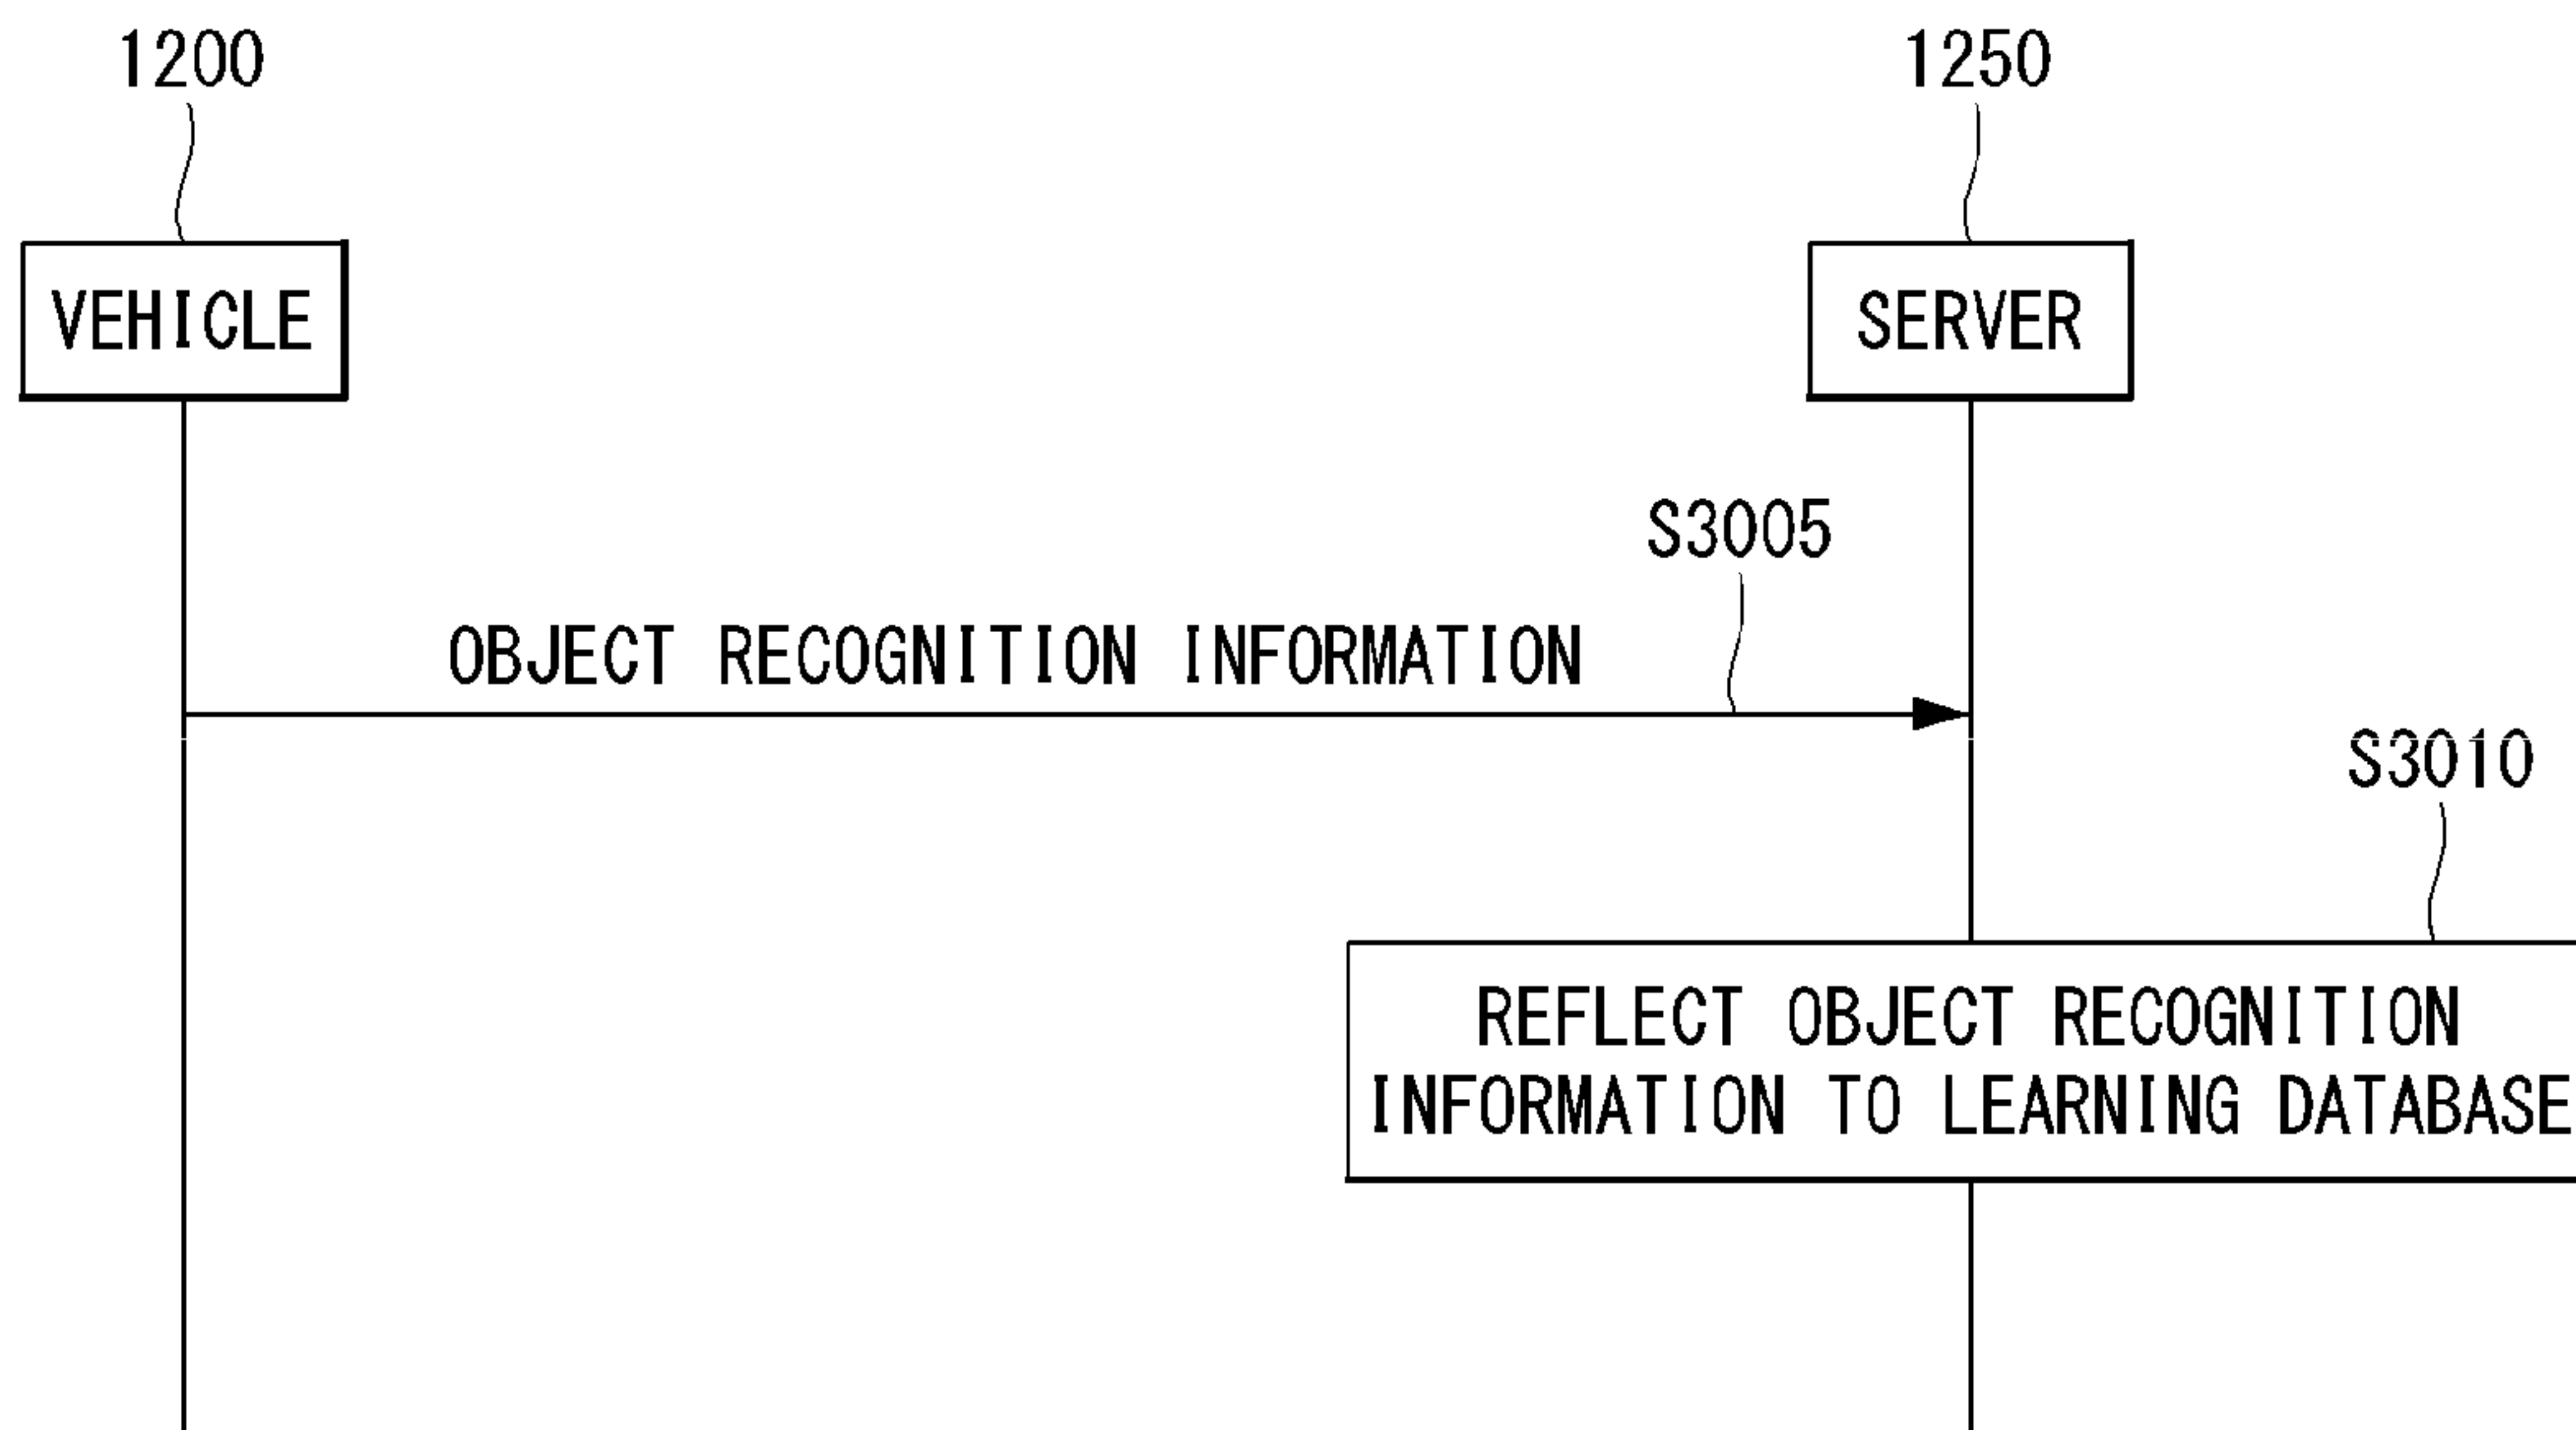 1200
1250
VEHICLE
SERVER
S3005
OBJECT RECOGNITION INFORMATION
S3010
REFLECT OBJECT RECOGNITION
INFORMATION TO LEARNING DATABASE